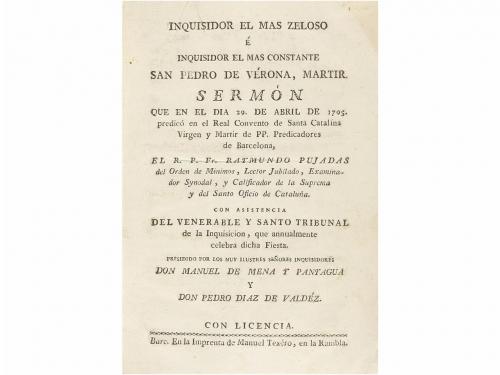 INQUISIDOR EL MAS ZELOSO
É
INQUISIDOR EL MAS CONSTANTE
SAN PEDRO DE VÉRONA, MARTIR.
SERMÓN
QUE EN EL DIA 29. DE ABRIL DE 1795.
predicó en el Real Convento de Santa Catalina
Virgen y Martir de PP. Predicadores
de Barcelona,
EL R. P. Fr. RAYMUNDO PUJADAS
del Orden de Minimos, Lector Jubilado, Examina-
dor Synodal, y Calificador de la Suprema
y del Santo Oficio de Cataluña.
CON ASISTENCIA
DEL VENERABLE Y SANTO TRIBUNAL
de la Inquisicion, que annualmente
celebra dicha Fiesta.
PRESIDIDO POR LOS MUY ILUSTRES SEÑORES INQUISIDORES
DON MANUEL DE MENA Y PANYAGUA
Y
DON PEDRO DIAZ DE VALDÉZ.
CON LICENCIA.
Barc. En la Imprenta de Manuel Texéro, en la Rambla.